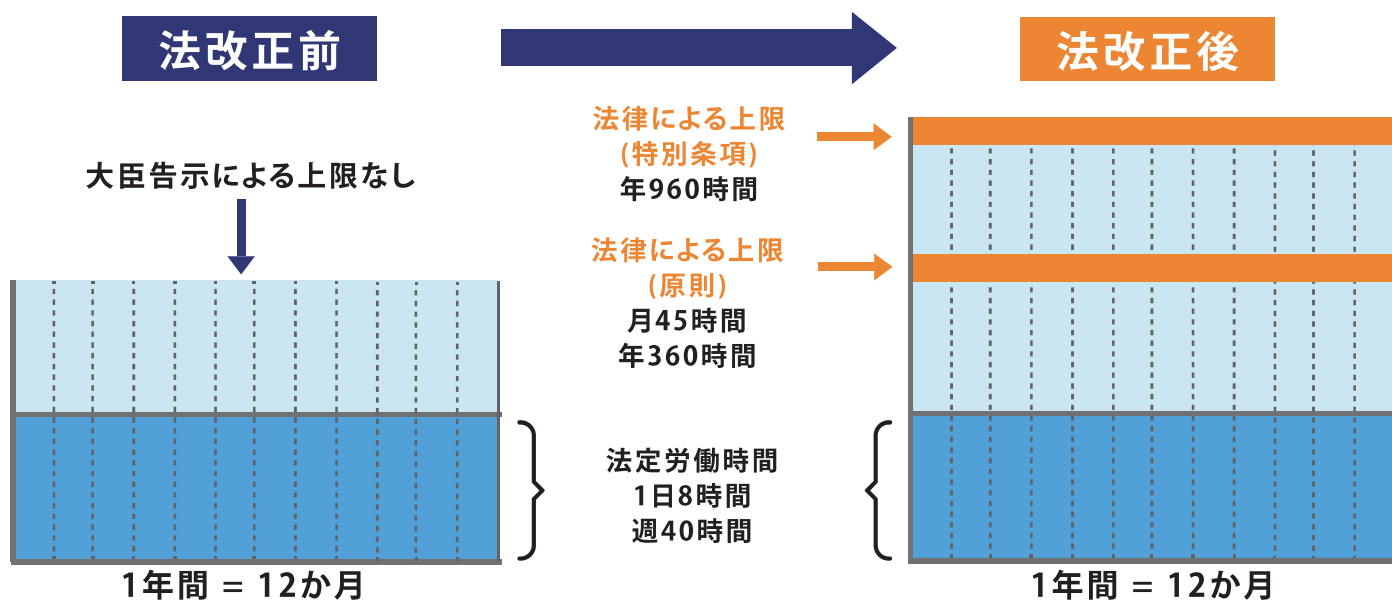 法改正前
法改正後
大臣告示による上限なし
法律による上限
(特別条項)
年960時間
法律による上限
(原則)
月45時間
年360時間
法定労働時間
1日8時間
週40時間
1年間 = 12か月
1年間 = 12か月